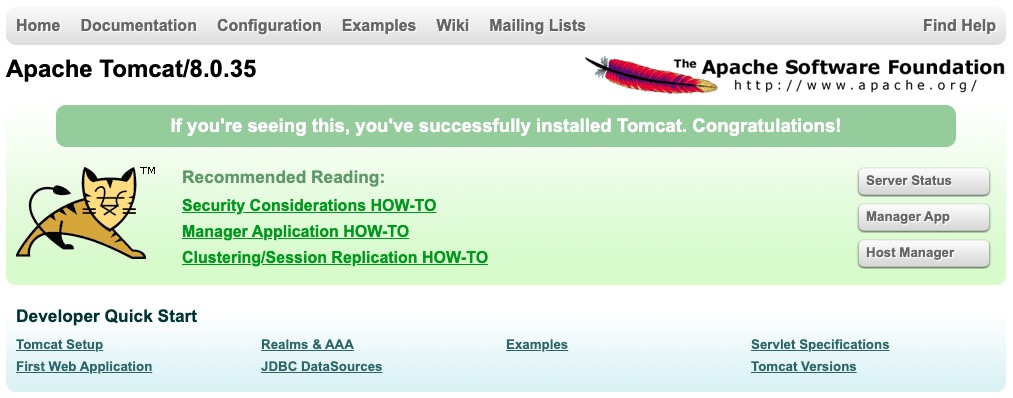 Home Documentation Configuration Examples Wiki Mailing Lists Find Help
Apache Tomcat/8.0.35
The Apache Software Foundation
http://www.apache.org/
If you're seeing this, you've successfully installed Tomcat. Congratulations!
TM
Recommended Reading:
Security Considerations HOW-TO
Manager Application HOW-TO
Clustering/Session Replication HOW-TO
Server Status
Manager App
Host Manager
Developer Quick Start
Tomcat Setup Realms & AAA Examples Servlet Specifications
First Web Application JDBC DataSources Tomcat Versions